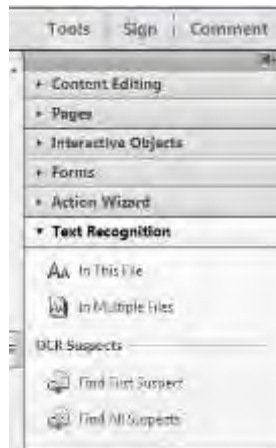 Tools Sign Comment
Content Editing
Pages
Interactive Objects
Forms
Action Wizard
Text Recognition
In This File
In Multiple Files
OCR Suspects
Find First Suspect
Find All Suspects